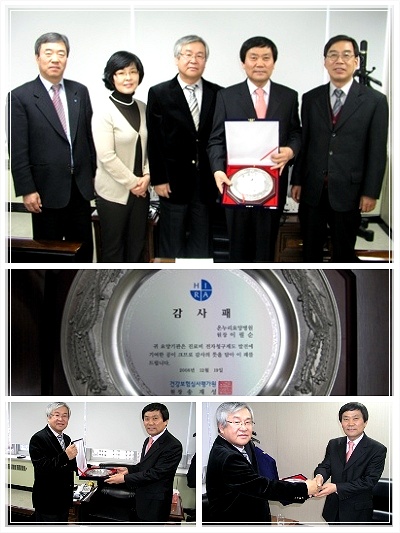 H I
R A
감 사 패
온누리요양병원
원장 이 필 순
귀 요양기관은 진료비 전자청구제도 발전에
기여한 공이 크므로 감사의 뜻을 담아 이 패를
드립니다.
2008년 12월 19일
건강보험심사평가원
원장 송 재 성